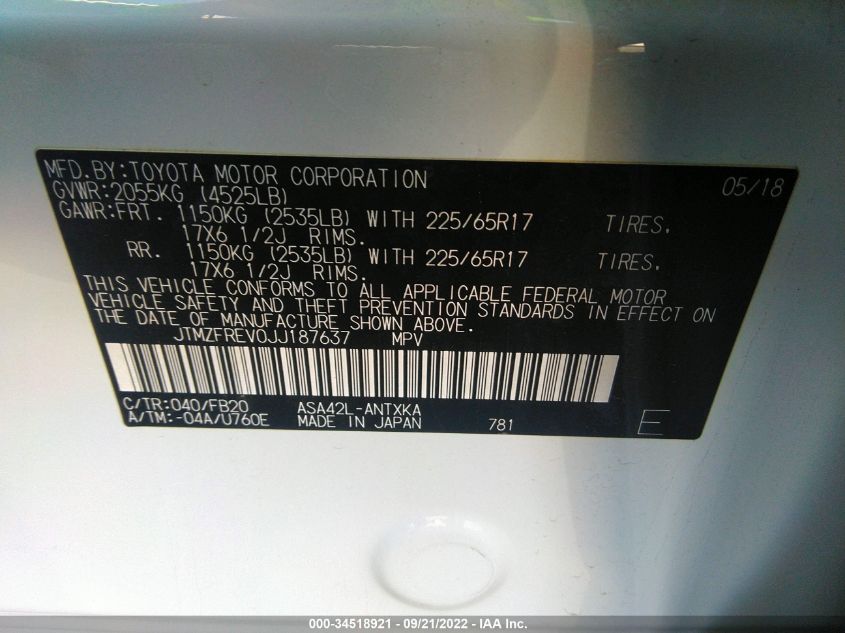 MFD.BY:TOYOTA MOTOR CORPORATION 05/18
GVWR:2055KG (4525LB)
GAWR:FRT. 1150KG (2535LB) WITH 225/65R17 TIRES,
17X6 1/2J RIMS.
RR. 1150KG (2535LB) WITH 225/65R17 TIRES,
17X6 1/2J RIMS.
THIS VEHICLE CONFORMS TO ALL APPLICABLE FEDERAL MOTOR
VEHICLE SAFETY AND THEFT PREVENTION STANDARDS IN EFFECT ON
THE DATE OF MANUFACTURE SHOWN ABOVE.
JTMZFREV0JJ187637 MPV
C/TR:040/FB20 ASA42L-ANTXKA
A/TM:-04A/U760E MADE IN JAPAN 781 E
000-34518921 - 09/21/2022 - IAA Inc.